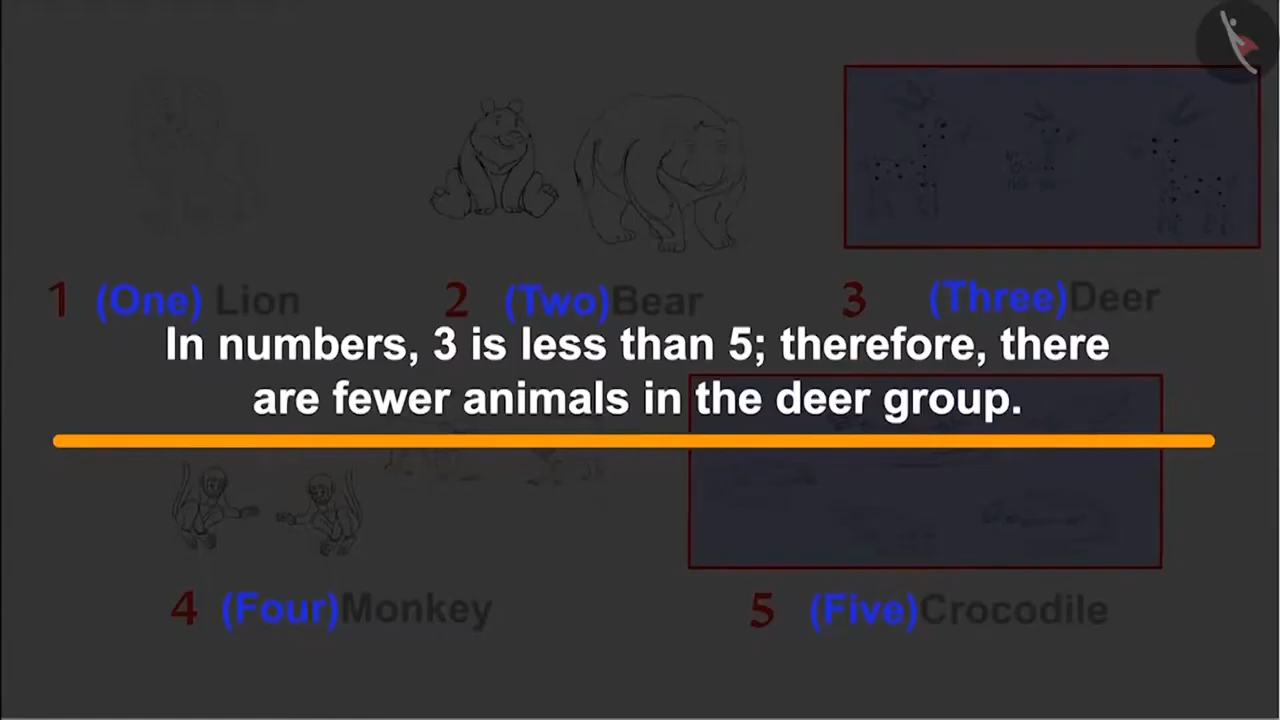 1 (One) Lion
2 (Two)Bear
3 (Three)Deer
In numbers, 3 is less than 5; therefore, there
are fewer animals in the deer group.
4 (Four)Monkey
5 (Five)Crocodile